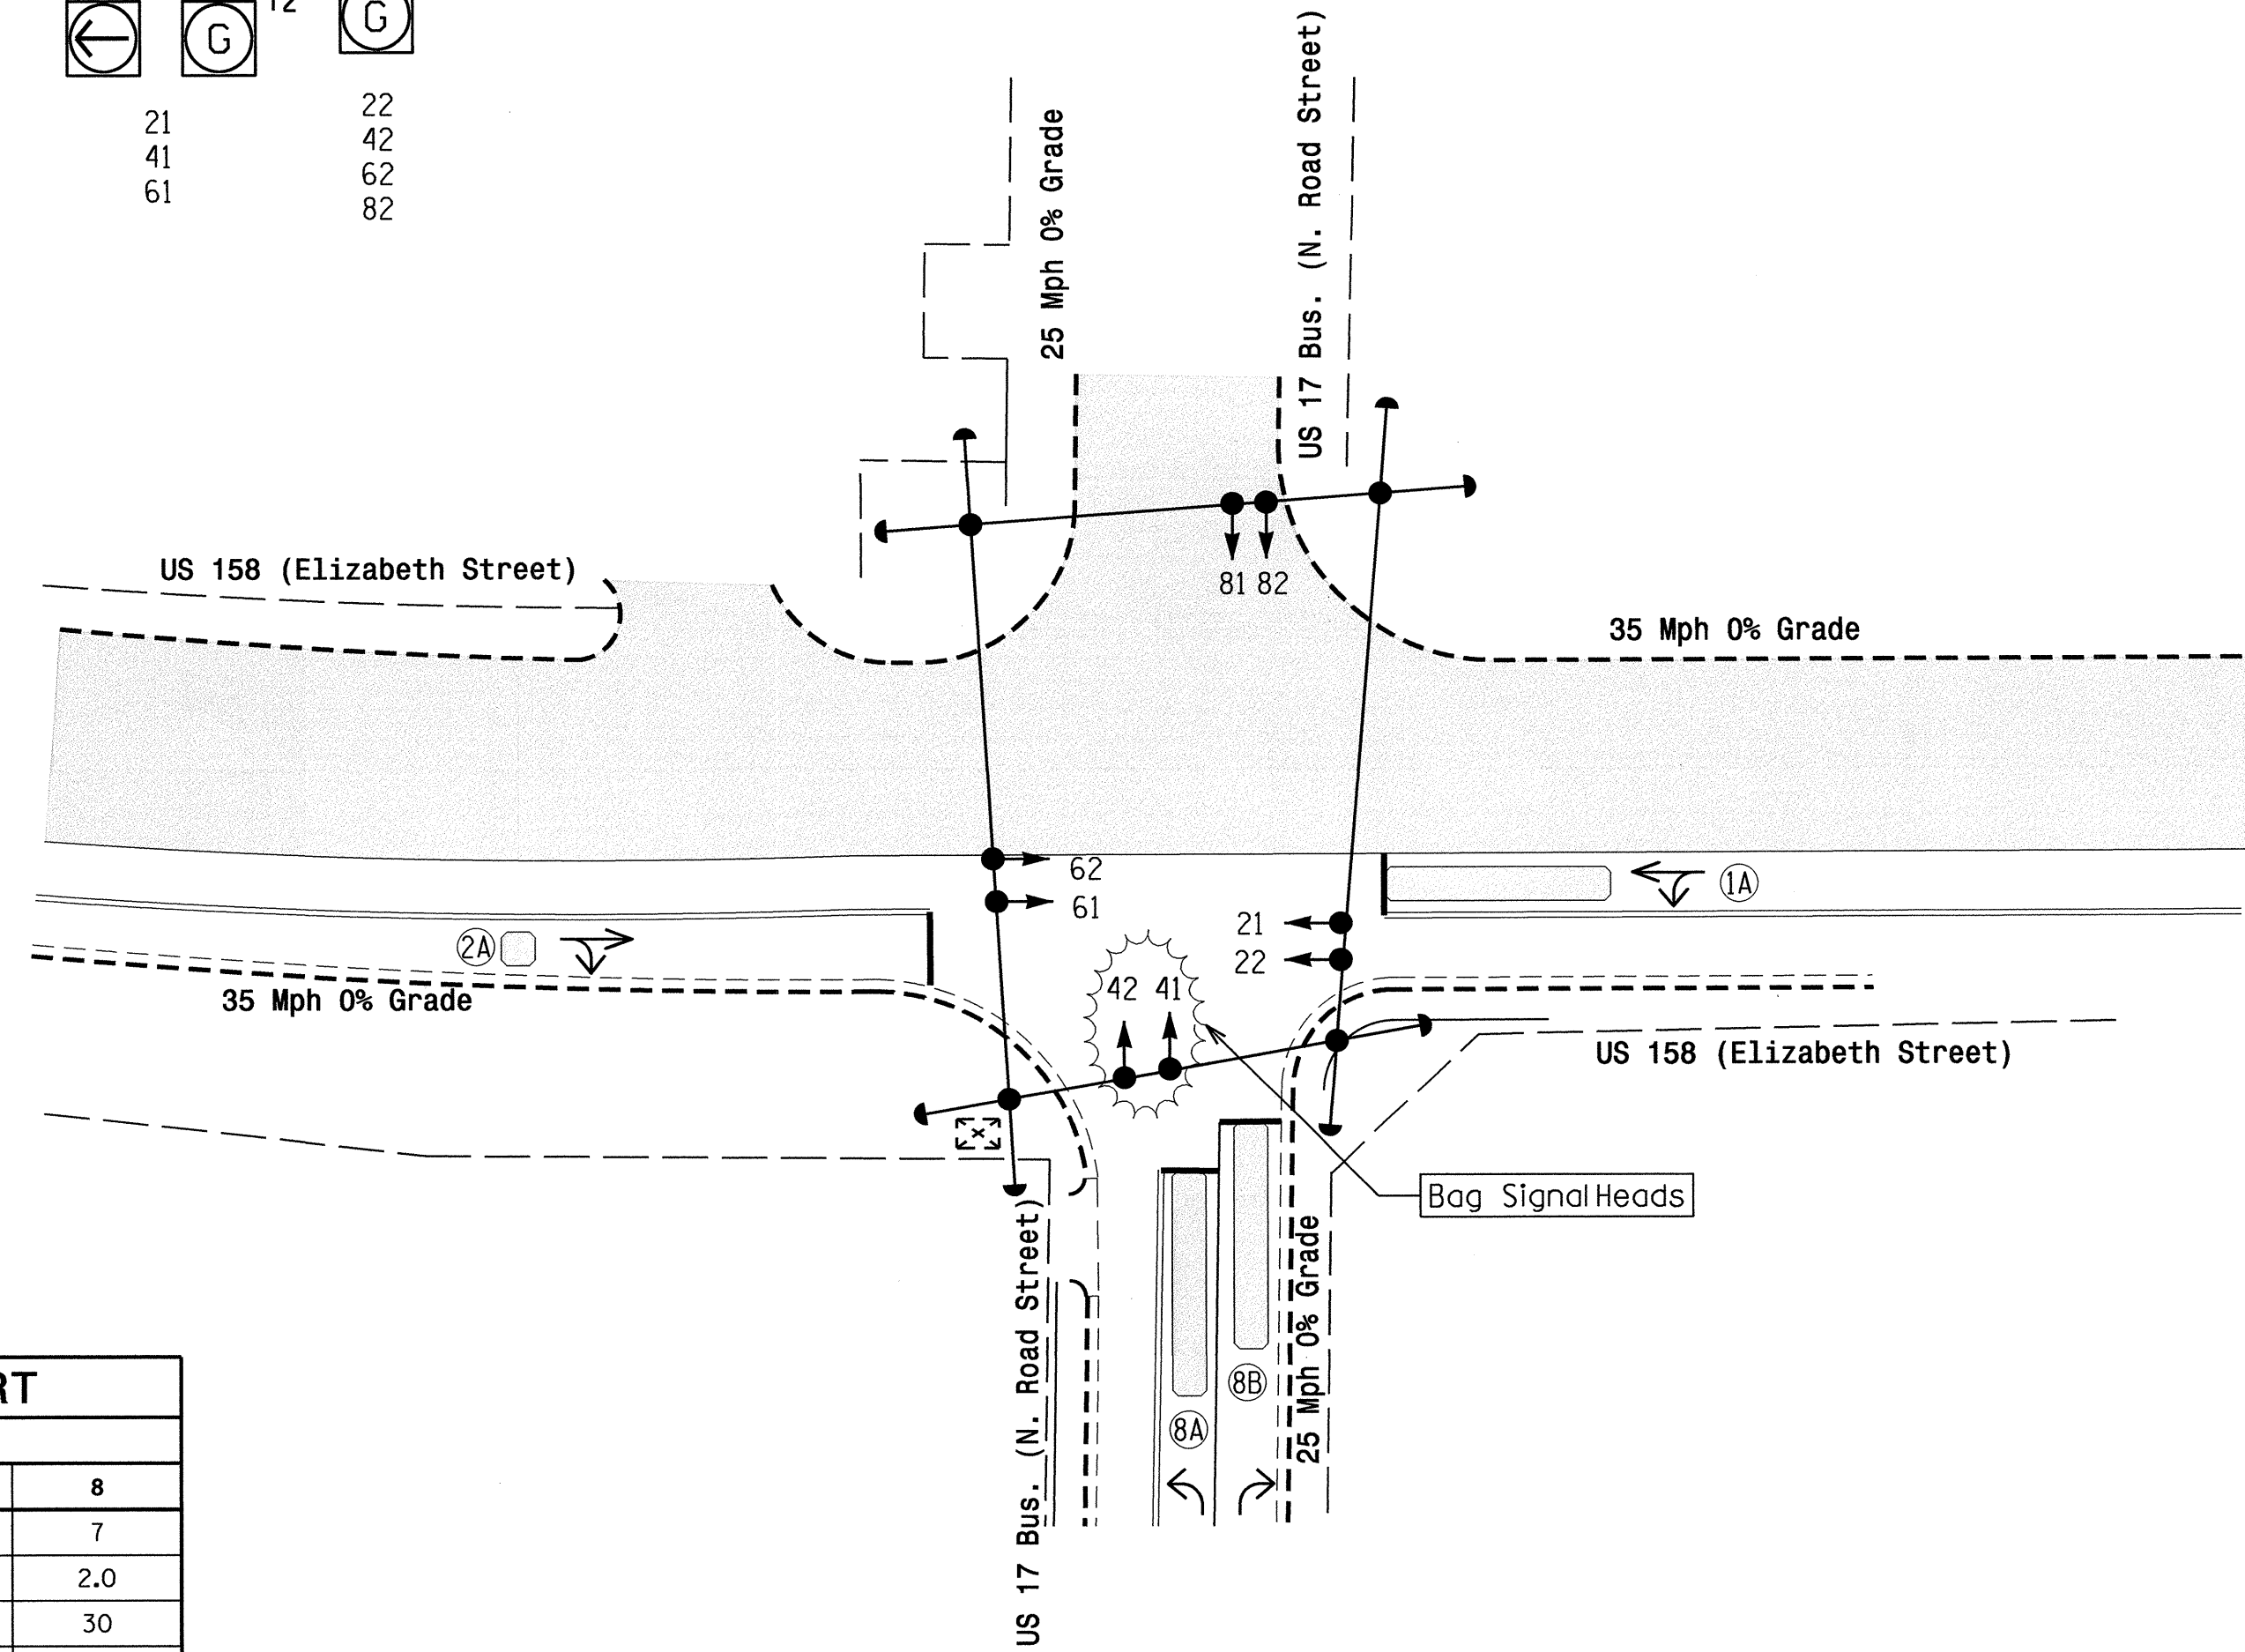 12
G
G
21
41
61
22
42
62
82
25 Mph 0% Grade
US 17 Bus. (N. Road Street)
US 158 (Elizabeth Street)
81 82
35 Mph 0% Grade
62
61
21
22
1A
2A
42 41
35 Mph 0% Grade
US 158 (Elizabeth Street)
x
Bag Signal Heads
US 17 Bus. (N. Road Street)
25 Mph 0% Grade
8B
8A
RT
8
7
2.0
30